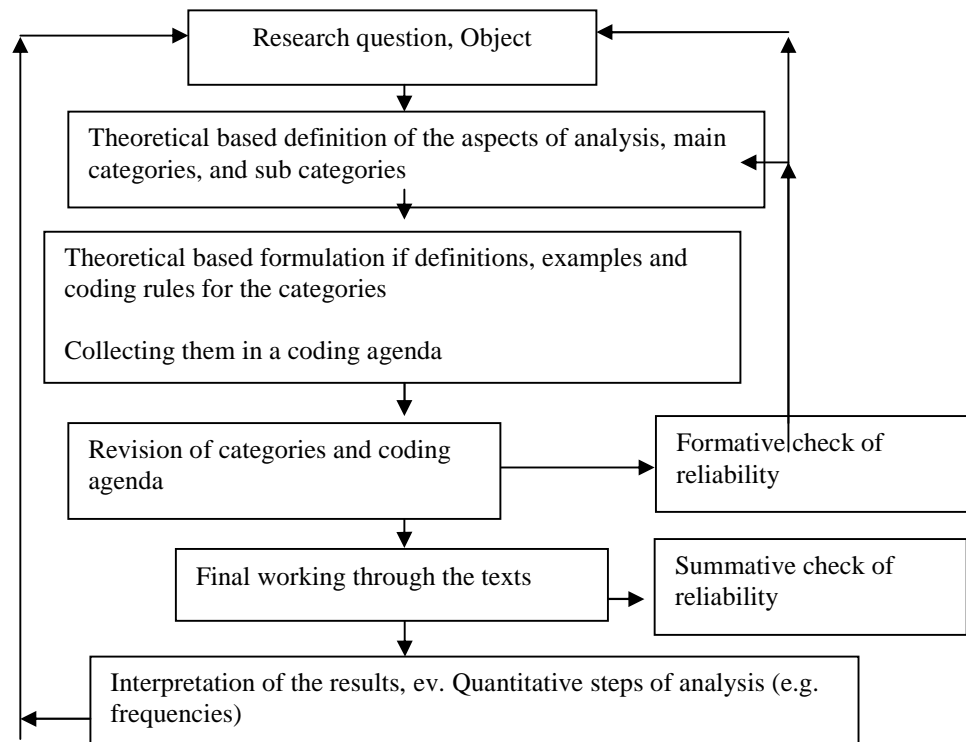 Research question, Object
Theoretical based definition of the aspects of analysis, main
categories, and sub categories
Theoretical based formulation if definitions, examples and
coding rules for the categories
Collecting them in a coding agenda
Revision of categories and coding
agenda
Formative check of
reliability
Final working through the texts
Summative check of
reliability
Interpretation of the results, ev. Quantitative steps of analysis (e.g.
frequencies)